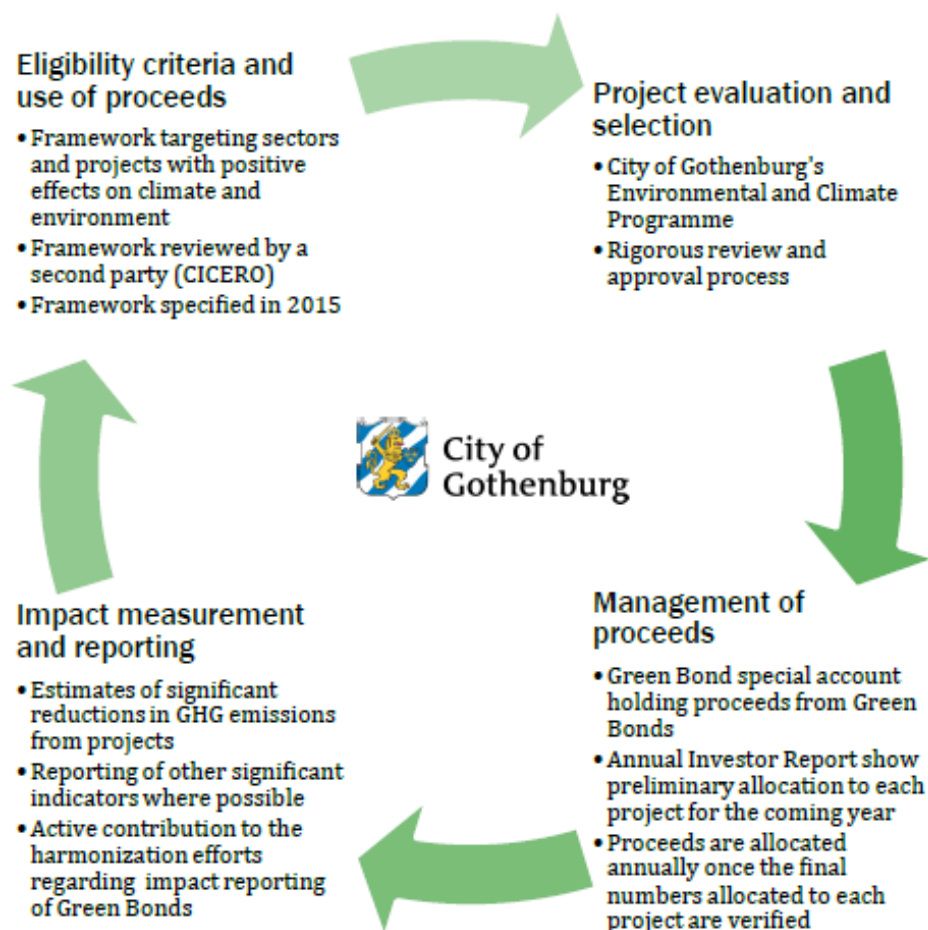 Eligibility criteria and
use of proceeds
• Framework targeting sectors
and projects with positive
effects on climate and
environment
• Framework reviewed by a
second party (CICERO)
• Framework specified in 2015
Project evaluation and
selection
• City of Gothenburg's
Environmental and Climate
Programme
• Rigorous review and
approval process
City of
Gothenburg
Impact measurement
and reporting
• Estimates of significant
reductions in GHG emissions
from projects
• Reporting of other significant
indicators where possible
• Active contribution to the
harmonization efforts
regarding impact reporting
of Green Bonds
Management of
proceeds
• Green Bond special account
holding proceeds from Green
Bonds
• Annual Investor Report show
preliminary allocation to each
project for the coming year
• Proceeds are allocated
annually once the final
numbers allocated to each
project are verified